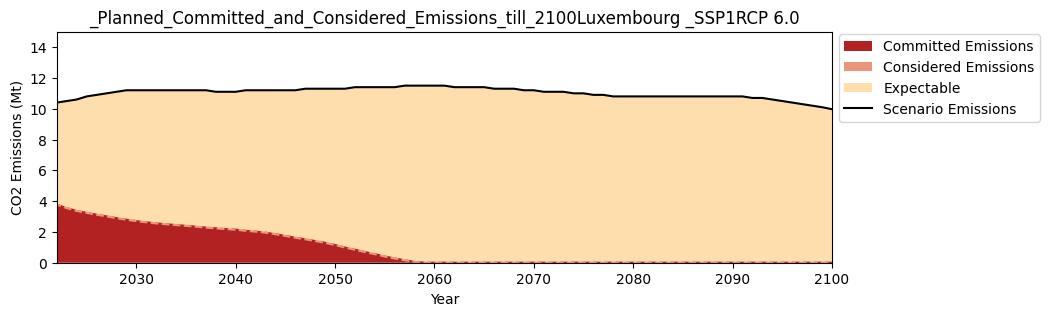 _Planned_Committed_and_Considered_Emissions_till_2100Luxembourg _SSP1RCP 6.0
CO2 Emissions (Mt)
14
12
10
8
6
4
2
0
2030
2040
2050
2060
2070
2080
2090
2100
Year
Committed Emissions
Considered Emissions
Expectable
Scenario Emissions